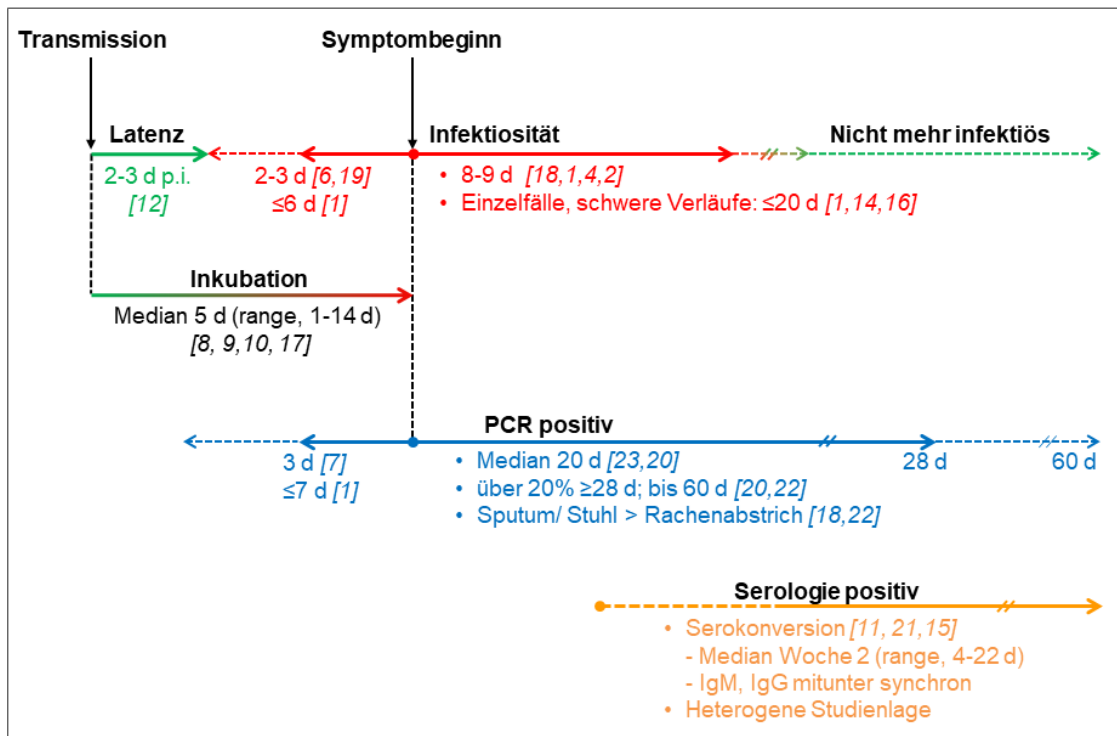 Transmission
Symptombeginn
Latenz
Infektiosität
Nicht mehr infektiös
2-3 d p.i.
[12]
2-3 d [6,19]
≤6 d [1]
• 8-9 d [18,1,4,2]
• Einzelfälle, schwere Verläufe: ≤20 d [1,14,16]
Inkubation
Median 5 d (range, 1-14 d)
[8, 9,10, 17]
PCR positiv
3 d [7]
≤7 d [1]
• Median 20 d [23,20]
• über 20% ≥28 d; bis 60 d [20,22]
• Sputum/ Stuhl > Rachenabstrich [18,22]
28 d
60 d
Serologie positiv
• Serokonversion [11, 21,15]
- Median Woche 2 (range, 4-22 d)
- IgM, IgG mitunter synchron
• Heterogene Studienlage